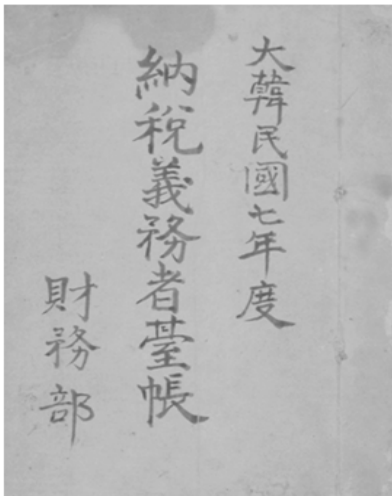 大韓民國七年度
納稅義務者臺帳
財務部